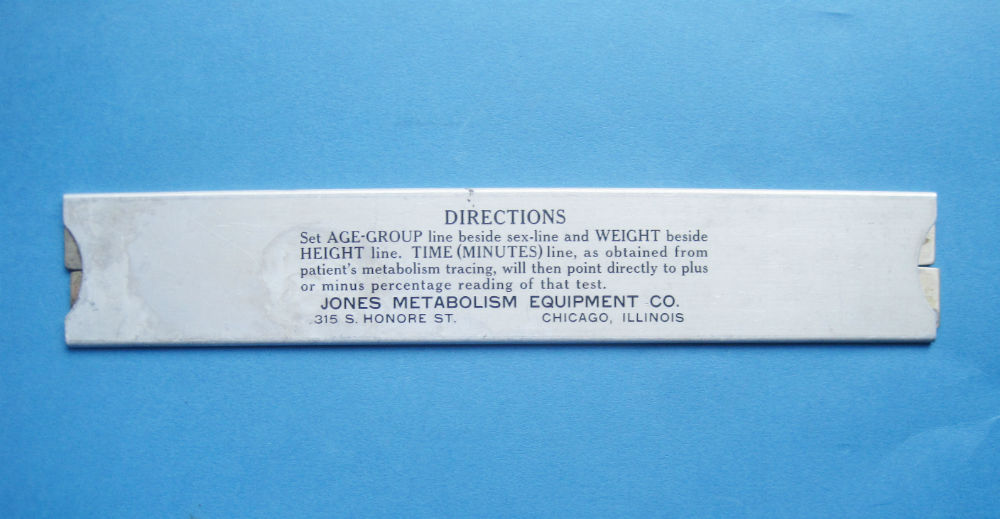 DIRECTIONS
Set AGE-GROUP line beside sex-line and WEIGHT beside
HEIGHT line. TIME (MINUTES) line, as obtained from
patient's metabolism tracing, will then point directly to plus
or minus percentage reading of that test.
JONES METABOLISM EQUIPMENT CO.
315 S. HONORE ST. CHICAGO, ILLINOIS